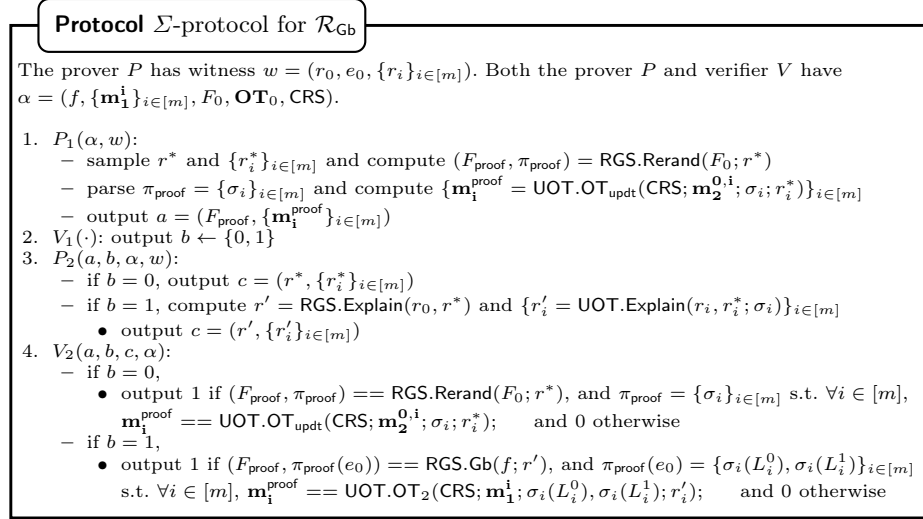 Protocol Σ-protocol for R_Gb
The prover P has witness w = (r_0, e_0, {r_i}_{i∈[m]}). Both the prover P and verifier V have
α = (f, {m_1^i}_{i∈[m]}, F_0, OT_0, CRS).
1. P_1(α, w):
– sample r^* and {r_i^*}_{i∈[m]} and compute (F_proof, π_proof) = RGS.Rerand(F_0; r^*)
– parse π_proof = {σ_i}_{i∈[m]} and compute {m_i^proof = UOT.OT_updt(CRS; m_2^{0,i}; σ_i; r_i^*)}_{i∈[m]}
– output a = (F_proof, {m_i^proof}_{i∈[m]})
2. V_1(·): output b ← {0, 1}
3. P_2(a, b, α, w):
– if b = 0, output c = (r^*, {r_i^*}_{i∈[m]})
– if b = 1, compute r′ = RGS.Explain(r_0, r^*) and {r_i′ = UOT.Explain(r_i, r_i^*; σ_i)}_{i∈[m]}
• output c = (r′, {r_i′}_{i∈[m]})
4. V_2(a, b, c, α):
– if b = 0,
• output 1 if (F_proof, π_proof) == RGS.Rerand(F_0; r^*), and π_proof = {σ_i}_{i∈[m]} s.t. ∀i ∈ [m],
m_i^proof == UOT.OT_updt(CRS; m_2^{0,i}; σ_i; r_i^*); and 0 otherwise
– if b = 1,
• output 1 if (F_proof, π_proof(e_0)) == RGS.Gb(f; r′), and π_proof(e_0) = {σ_i(L_i^0), σ_i(L_i^1)}_{i∈[m]}
s.t. ∀i ∈ [m], m_i^proof == UOT.OT_2(CRS; m_1^i; σ_i(L_i^0), σ_i(L_i^1); r_i′); and 0 otherwise